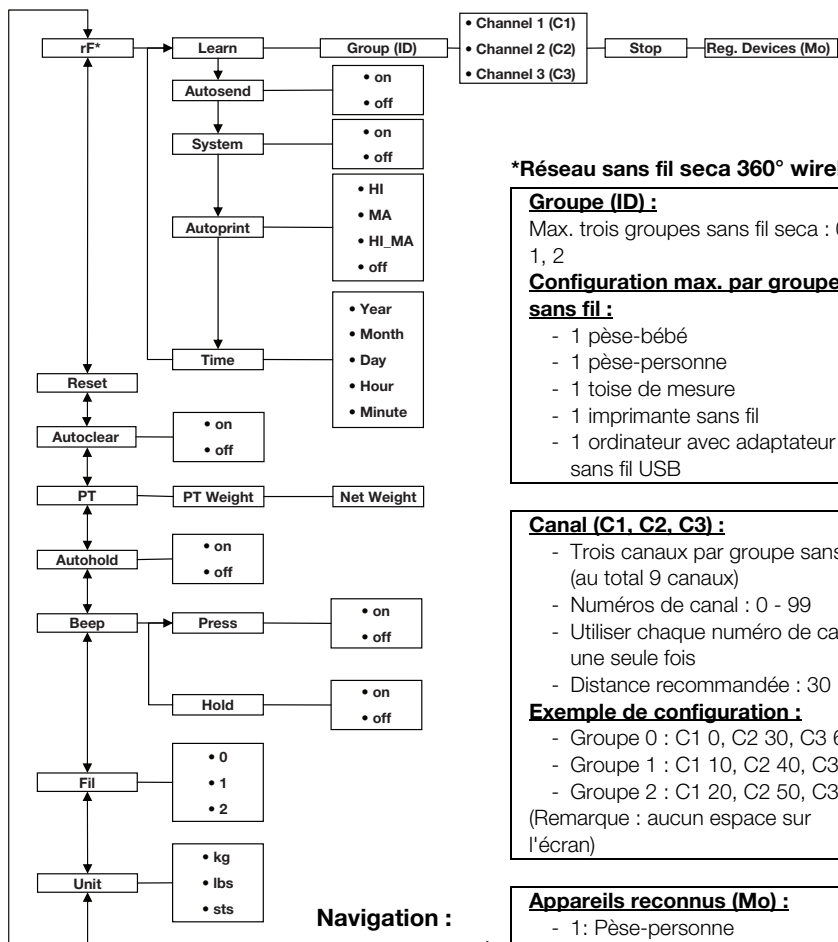 rF*
Learn
Group (ID)
• Channel 1 (C1)
• Channel 2 (C2)
• Channel 3 (C3)
Stop
Reg. Devices (Mo)
Autosend
• on
• off
System
• on
• off
Autoprint
• HI
• MA
• HI_MA
• off
Time
• Year
• Month
• Day
• Hour
• Minute
Reset
Autoclear
• on
• off
PT
PT Weight
Net Weight
Autohold
• on
• off
Beep
Press
• on
• off
Hold
• on
• off
Fil
• 0
• 1
• 2
Unit
• kg
• lbs
• sts
Navigation :
*Réseau sans fil seca 360° 
Groupe (ID) :
Max. trois groupes sans fil seca :
1, 2
Configuration max. par groupe
sans fil :
- 1 pèse-bébé
- 1 pèse-personne
- 1 toise de mesure
- 1 imprimante sans fil
- 1 ordinateur avec adaptateur
sans fil USB
Canal (C1, C2, C3) :
- Trois canaux par groupe sans
(au total 9 canaux)
- Numéros de canal : 0 - 99
- Utiliser chaque numéro de
une seule fois
- Distance recommandée : 30
Exemple de configuration :
- Groupe 0 : C1 0, C2 30, C3
- Groupe 1 : C1 10, C2 40, C3
- Groupe 2 : C1 20, C2 50, C3
(Remarque : aucun espace sur
l'écran)
Appareils reconnus (Mo) :
- 1: Pèse-personne